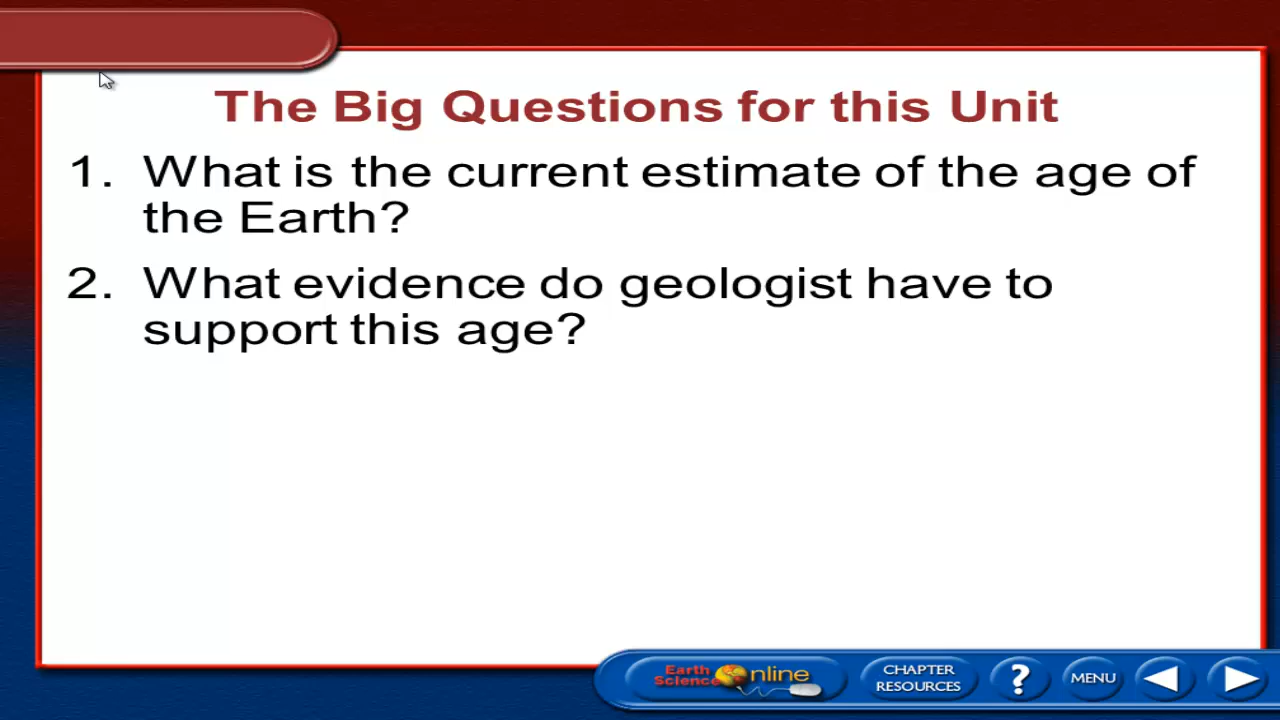 The Big Questions for this Unit
1. What is the current estimate of the age of
the Earth?
2. What evidence do geologist have to
support this age?
Earth
Science nline
CHAPTER
RESOURCES
?
MENU